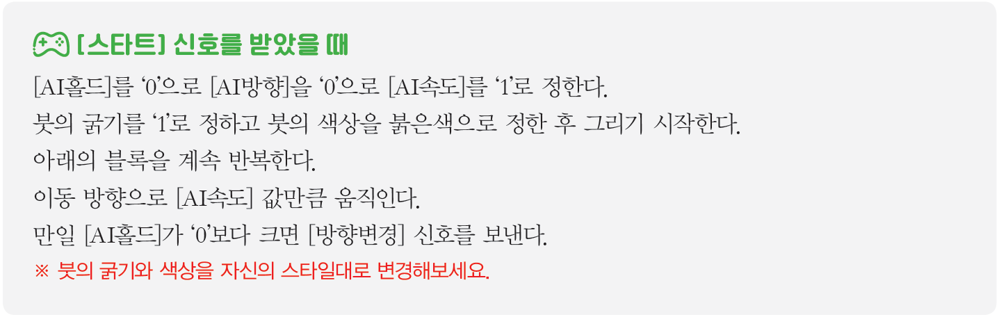 [스타트] 신호를 받았을 때
[AI홀드]를 ‘0’으로 [AI방향]을 ‘0’으로 [AI속도]를 ‘1’로 정한다.
붓의 굵기를 ‘1’로 정하고 붓의 색상을 붉은색으로 정한 후 그리기 시작한다.
아래의 블록을 계속 반복한다.
이동 방향으로 [AI속도] 값만큼 움직인다.
만일 [AI홀드]가 ‘0’보다 크면 [방향변경] 신호를 보낸다.
※ 붓의 굵기와 색상을 자신의 스타일대로 변경해보세요.